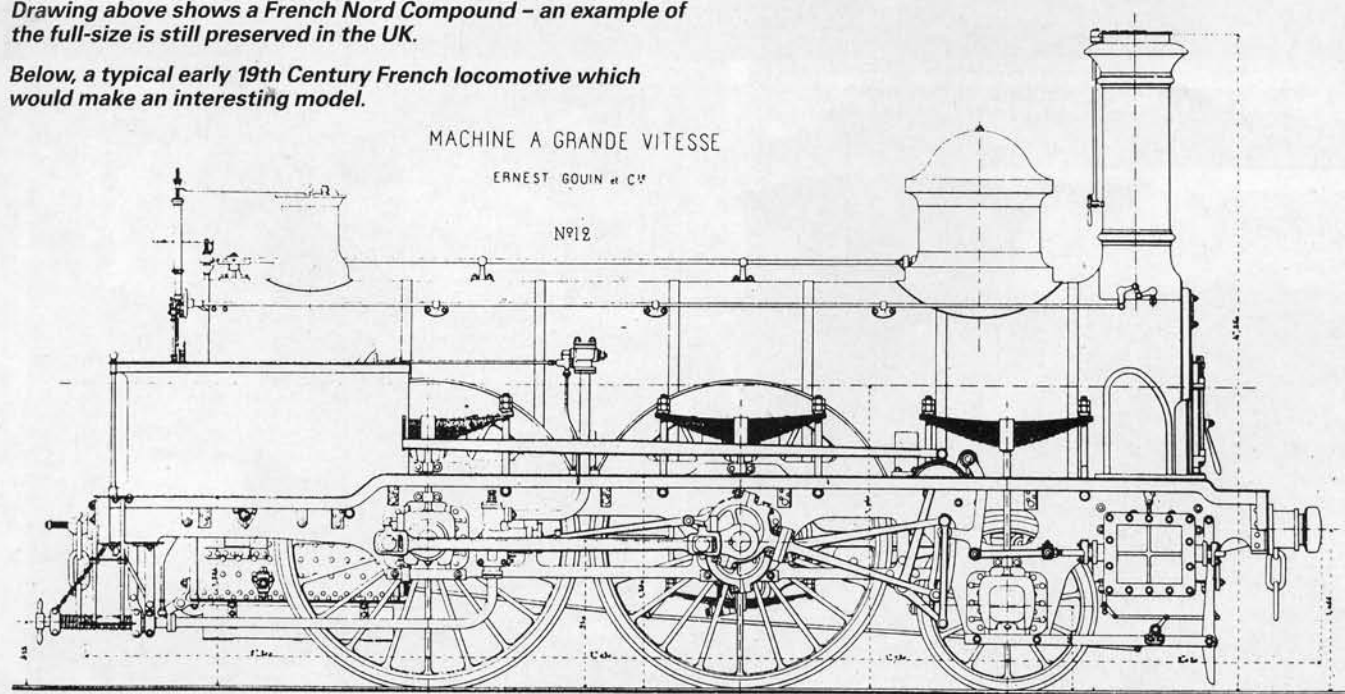 Drawing above shows a French Nord Compound – an example of
the full-size is still preserved in the UK.
Below, a typical early 19th Century French locomotive which
would make an interesting model.
MACHINE A GRANDE VITESSE
ERNEST GOUIN et Cie
Nº12